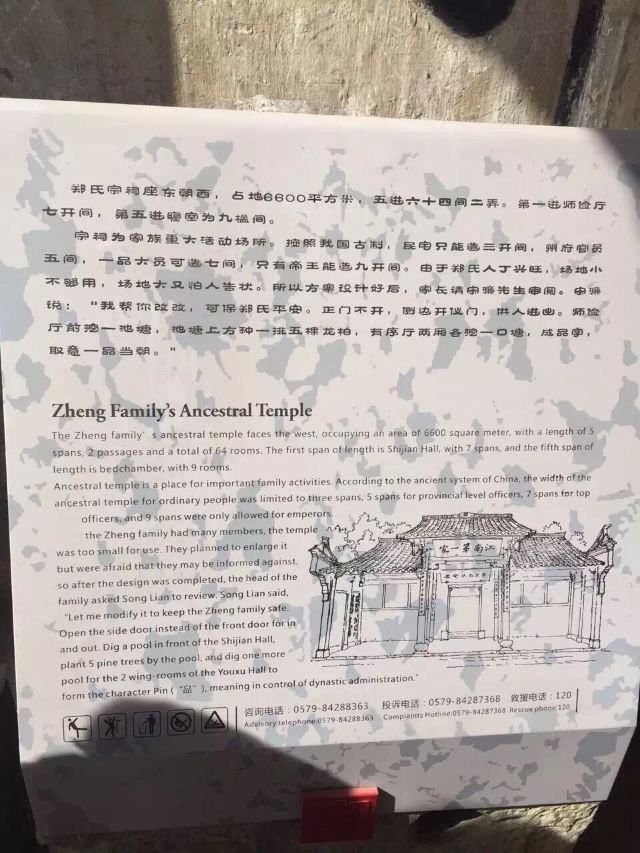 郑氏宗祠座东朝西，占地6600平方米，五进六十四间二弄。第一进师俭厅
七开间，第五进寝室为九楹间。
宗祠为家族重大活动场所。按照我国古制，民宅只能造三开间，州府官员
五间，一品大员可造七间，只有帝王能造九开间。由于郑氏人丁兴旺，场地小
不够用，场地大又怕人告状。所以方案设计好后，家长请宋濂先生审阅。宋濂
说："我帮你改改，可保郑氏平安。正门不开，侧边开仪门，供人进出。师俭
厅前挖一池塘，池塘上方种一排五棵龙柏，有序厅两厢各挖一口塘，成品字，
取意一品当朝。"
Zheng Family's Ancestral Temple
The Zheng family's ancestral temple faces the west, occupying an area of 6600 square meter, with a length of 5
spans, 2 passages and a total of 64 rooms. The first span of length is Shijian Hall, with 7 spans, and the fifth span of
length is bedchamber, with 9 rooms.
Ancestral temple is a place for important family activities. According to the ancient system of China, the width of the
ancestral temple for ordinary people was limited to three spans, 5 spans for provincial level officers, 7 spans for top
officers, and 9 spans were only allowed for emperors.
the Zheng family had many members, the temple
was too small for use. They planned to enlarge it
but were afraid that they may be informed against,
so after the design was completed, the head of the
family asked Song Lian to review. Song Lian said,
"Let me modify it to keep the Zheng family safe.
Open the side door instead of the front door for in
and out. Dig a pool in front of the Shijian Hall,
plant 5 pine trees by the pool, and dig one more
pool for the 2 wing-rooms of the Youxu Hall to
form the character Pin ("品"), meaning in control of dynastic administration."
江南第一家
咨询电话：0579-84288363 投诉电话：0579-84287368 救援电话：120
Advisory telephone:0579-84288363 Complaints Hotline:0579-84287368 Rescue phone:120